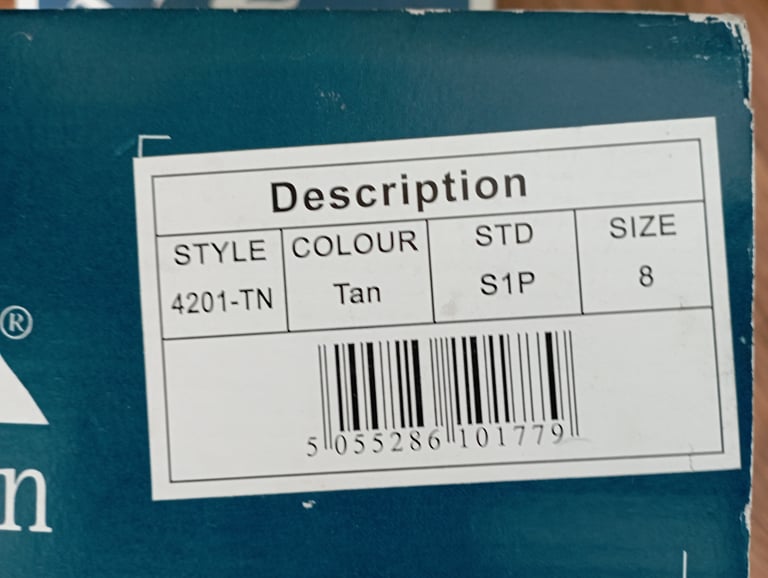 Description
STYLE COLOUR STD SIZE
4201-TN Tan S1P 8
5 055286 101779
®
n